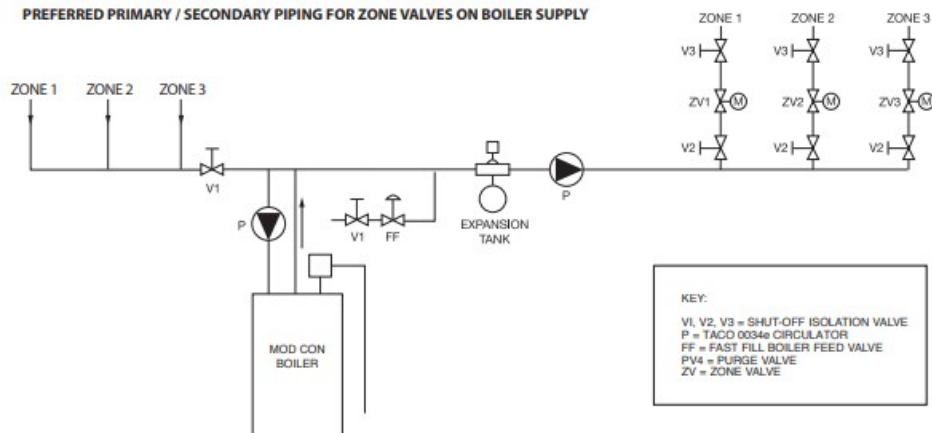 PREFERRED PRIMARY / SECONDARY PIPING FOR ZONE VALVES ON BOILER SUPPLY
ZONE 1 ZONE 2 ZONE 3
V3 V3 V3
ZONE 1 ZONE 2 ZONE 3
ZV1 M ZV2 M ZV3 M
V2 V2 V2
V1
P
V1 FF
EXPANSION
TANK
P
MOD CON
BOILER
KEY:
V1, V2, V3 = SHUT-OFF ISOLATION VALVE
P = TACO 0034e CIRCULATOR
FF = FAST FILL BOILER FEED VALVE
PV4 = PURGE VALVE
ZV = ZONE VALVE